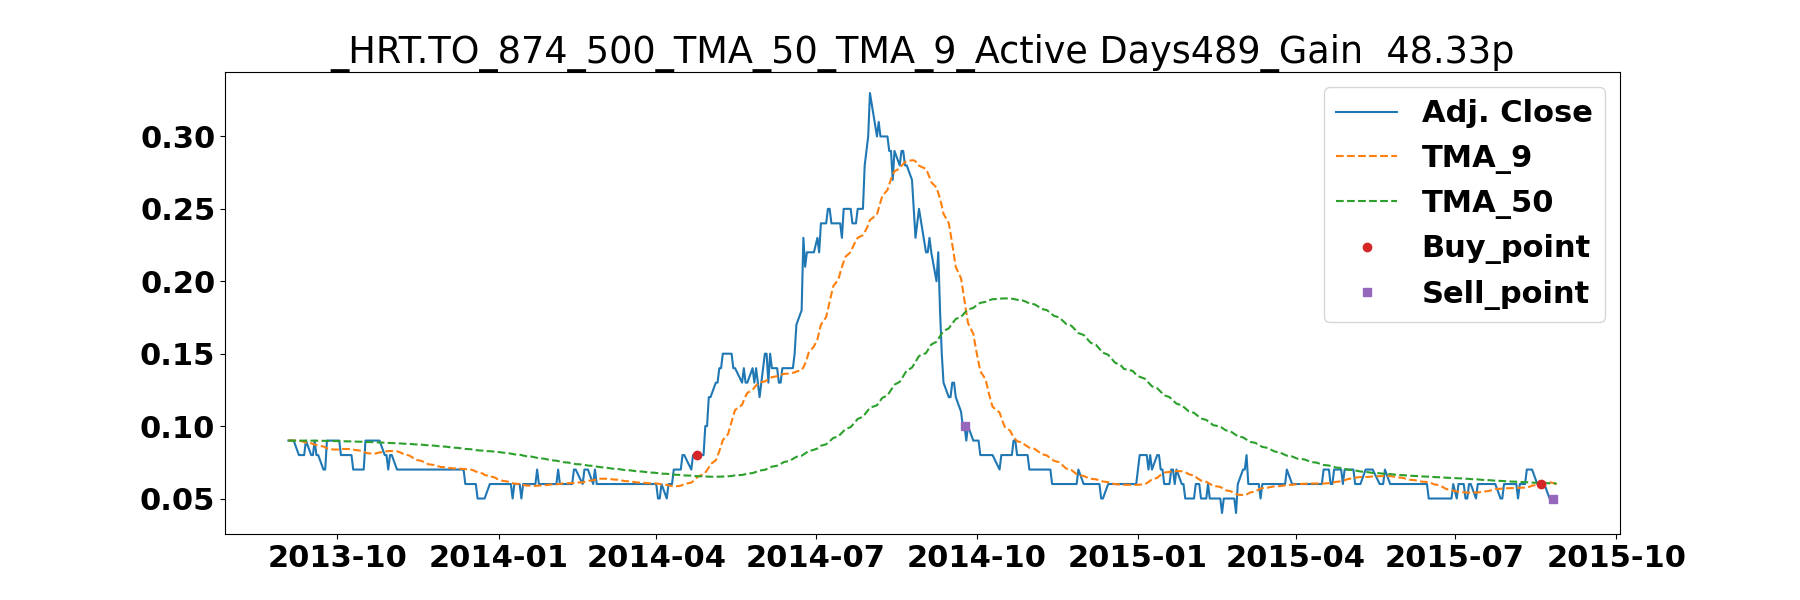 _HRT.TO_874_500_TMA_50_TMA_9_Active Days489_Gain  48.33p
0.30
0.25
0.20
0.15
0.10
0.05
Adj. Close
TMA_9
TMA_50
Buy_point
Sell_point
2013-10 2014-01 2014-04 2014-07 2014-10 2015-01 2015-04 2015-07 2015-10